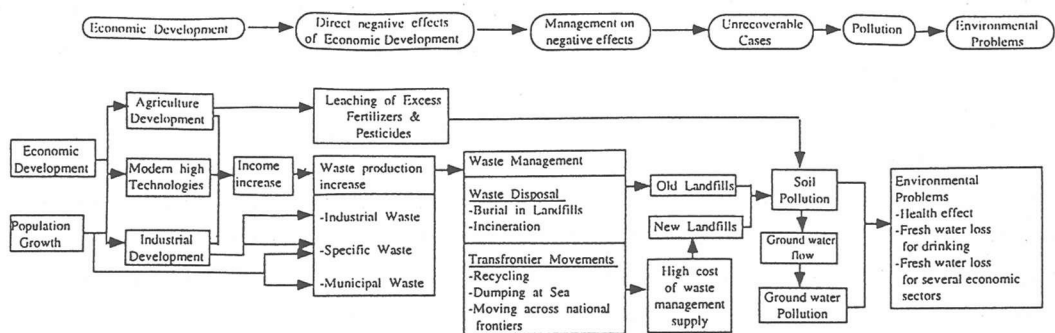 Economic Development
Direct negative effects
of Economic Development
Management on
negative effects
Unrecoverable
Cases
Pollution
Environmental
Problems
Economic
Development
Population
Growth
Agriculture
Development
Modern high
Technologies
Industrial
Development
Income
increase
Leaching of Excess
Fertilizers &
Pesticides
Waste production
increase
-Industrial Waste
-Specific Waste
-Municipal Waste
Waste Management
Waste Disposal
-Burial in Landfills
-Incineration
Transfrontier Movements
-Recycling
-Dumping at Sea
-Moving across national
frontiers
Old Landfills
New Landfills
High cost
of waste
management
supply
Soil
Pollution
Ground water
flow
Ground water
Pollution
Environmental
Problems
-Health effect
-Fresh water loss
for drinking
-Fresh water loss
for several economic
sectors